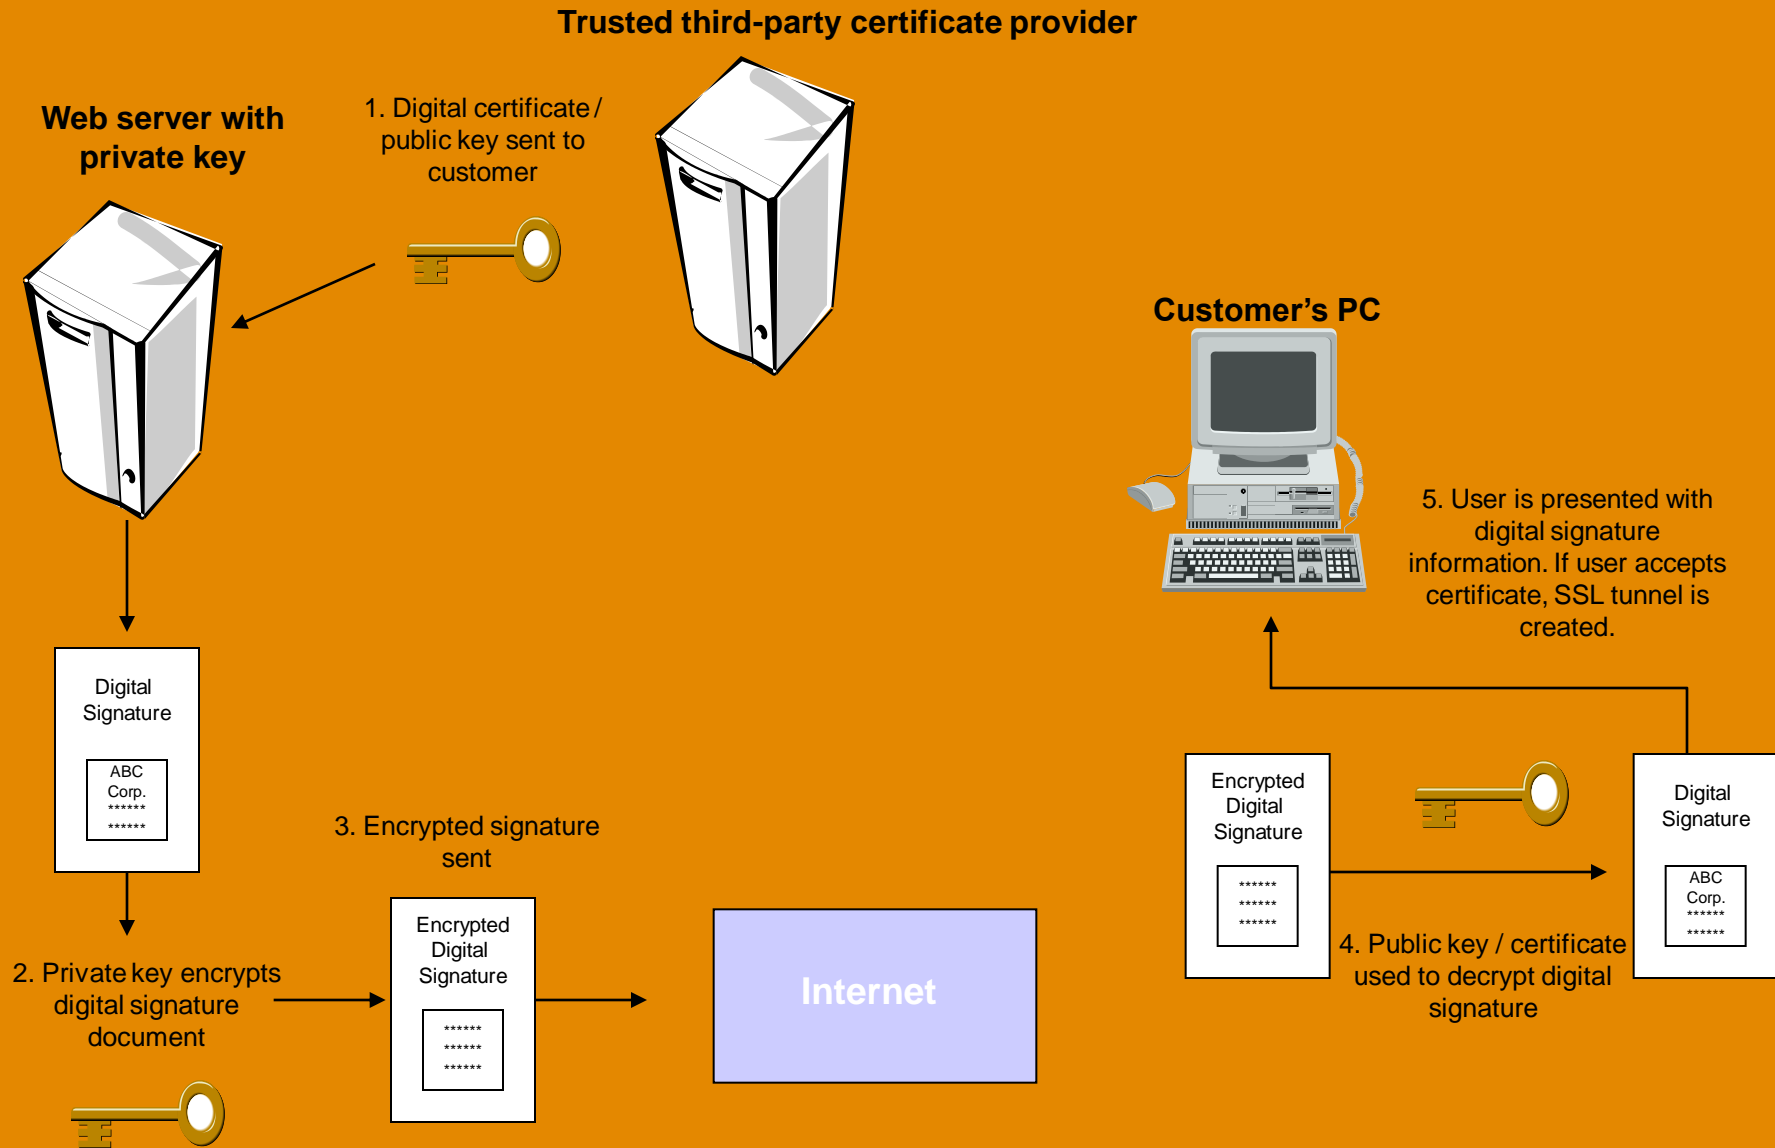 Trusted third-party certificate provider
Web server with
private key
1. Digital certificate /
public key sent to
customer
Customer’s PC
5. User is presented with
digital signature
information. If user accepts
certificate, SSL tunnel is
created.
Digital
Signature
ABC
Corp.
******
******
2. Private key encrypts
digital signature
document
3. Encrypted signature
sent
Encrypted
Digital
Signature
******
******
******
Internet
Encrypted
Digital
Signature
******
******
******
4. Public key / certificate
used to decrypt digital
signature
Digital
Signature
ABC
Corp.
******
******